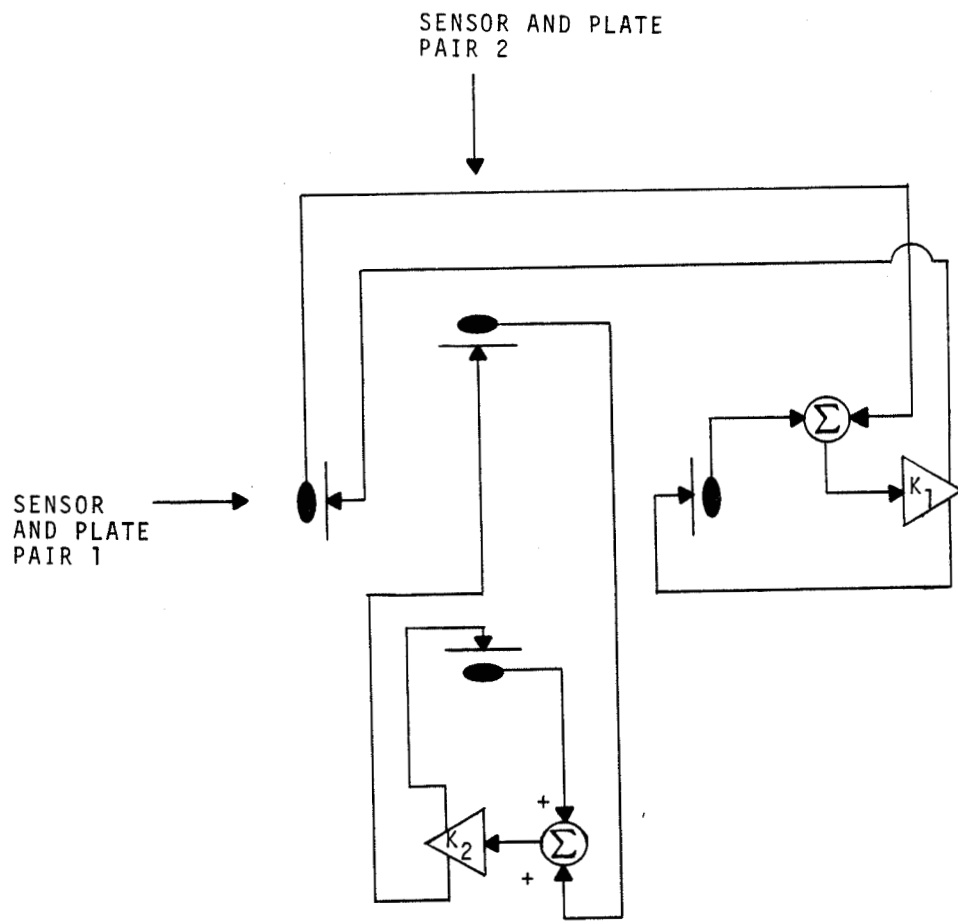 SENSOR AND PLATE
PAIR 2
Σ
SENSOR
AND PLATE
PAIR 1
K1
+
K2
Σ
+